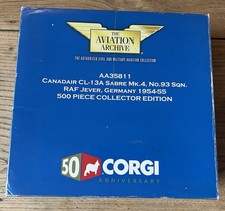 THE
AVIATION
ARCHIVE
THE AUTHORISED CIVIL AND MILITARY AVIATION COLLECTION
AA35811
CANADAIR CL-13A SABRE MK.4, NO.93 SQN.
RAF JEVER, GERMANY 1954-55
500 PIECE COLLECTOR EDITION
50 CORGI
ANNIVERSARY